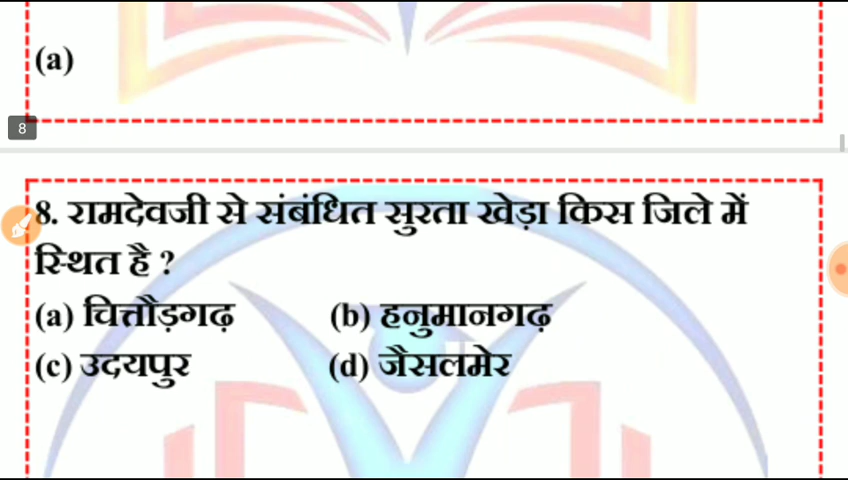 (a)
8
8. रामदेवजी से संबंधित सुरता खेड़ा किस जिले में
स्थित है ?
(a) चित्तौड़गढ़ (b) हनुमानगढ़
(c) उदयपुर (d) जैसलमेर